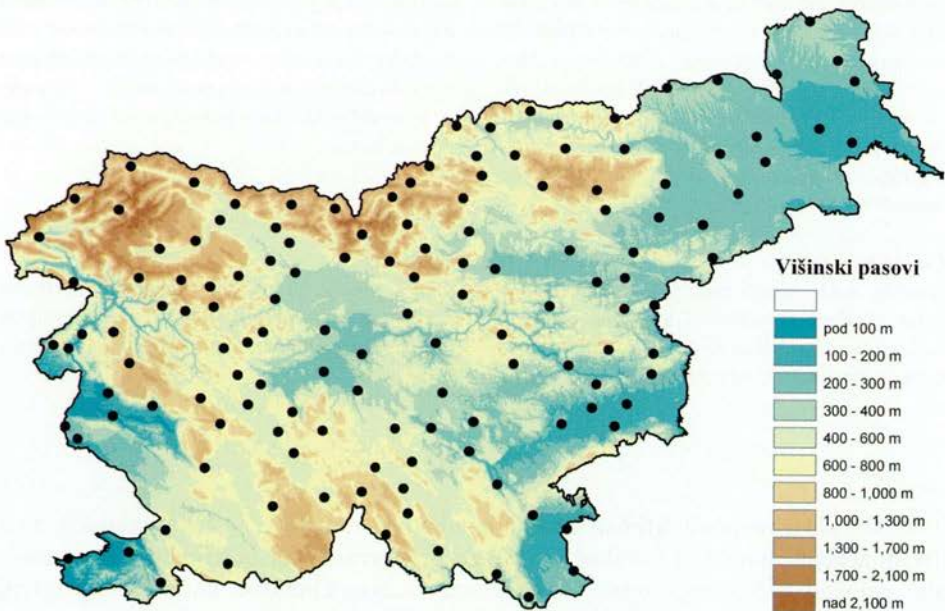 Višinski pasovi
pod 100 m
100 - 200 m
200 - 300 m
300 - 400 m
400 - 600 m
600 - 800 m
800 - 1,000 m
1,000 - 1,300 m
1,300 - 1,700 m
1,700 - 2,100 m
nad 2,100 m